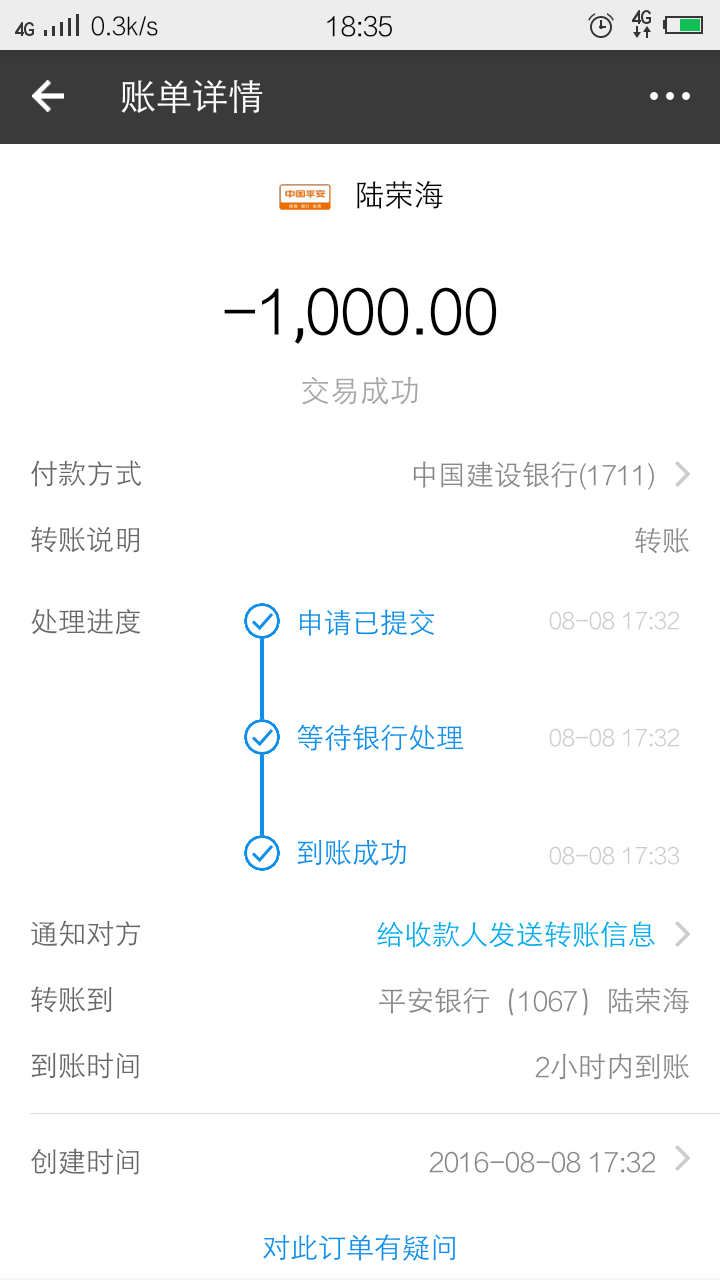 4G 0.3k/s 18:35 4G
账单详情
中国平安 陆荣海
-1,000.00
交易成功
付款方式 中国建设银行(1711)
转账说明 转账
处理进度 申请已提交 08-08 17:32
等待银行处理 08-08 17:32
到账成功 08-08 17:33
通知对方 给收款人发送转账信息
转账到 平安银行（1067）陆荣海
到账时间 2小时内到账
创建时间 2016-08-08 17:32
对此订单有疑问